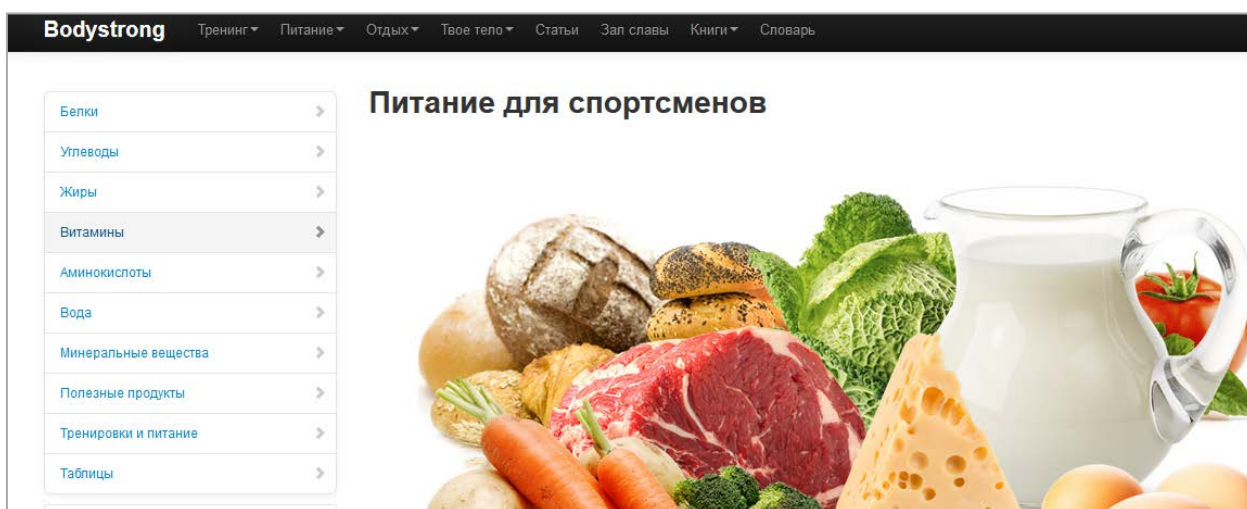 Bodystrong Тренинг Питание Отдых Твое тело Статьи Зал славы Книги Словарь
Питание для спортсменов
Белки
Углеводы
Жиры
Витамины
Аминокислоты
Вода
Минеральные вещества
Полезные продукты
Тренировки и питание
Таблицы